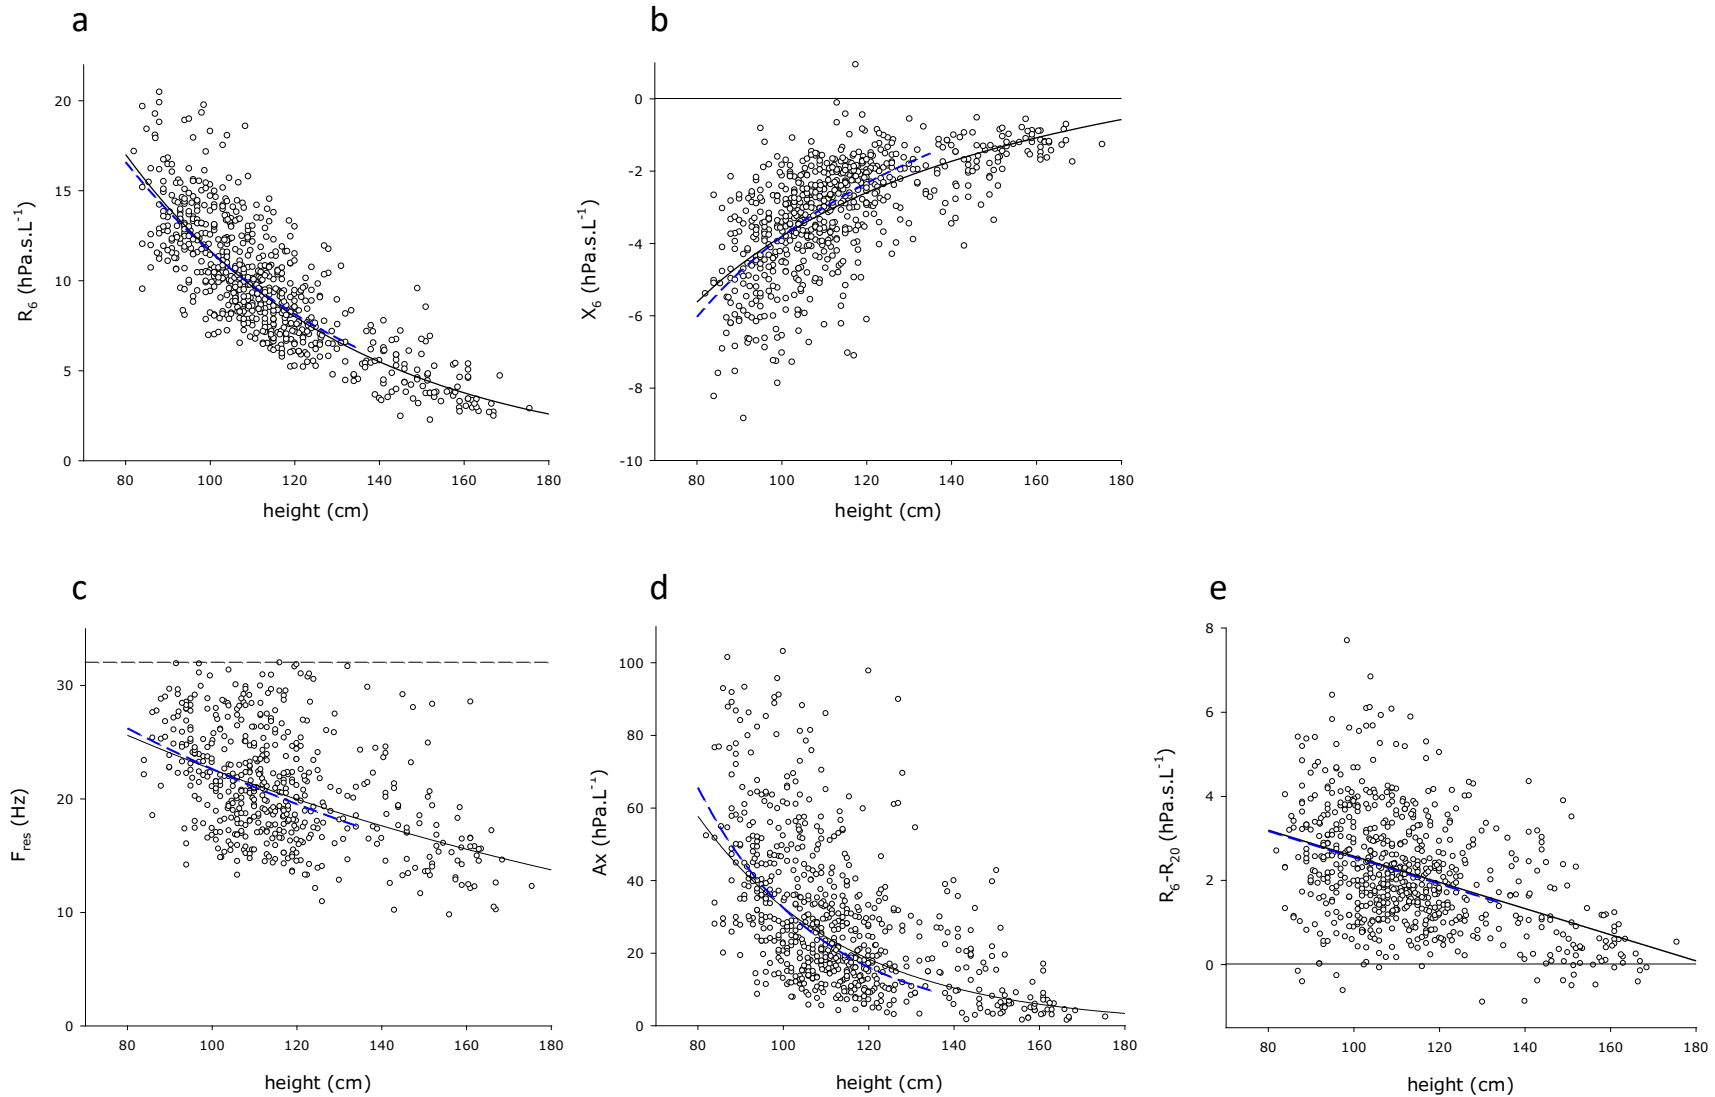 a
b
20
15
10
5
0
R6 (hPa.s.L-1)
80 100 120 140 160 180
height (cm)
0
-2
-4
-6
-8
-10
X6 (hPa.s.L-1)
80 100 120 140 160 180
height (cm)
c
d
e
30
20
10
0
Fres (Hz)
80 100 120 140 160 180
height (cm)
100
80
60
40
20
0
Ax (hPa.L-1)
80 100 120 140 160 180
height (cm)
8
6
4
2
0
R6-R20 (hPa.s.L-1)
80 100 120 140 160 180
height (cm)